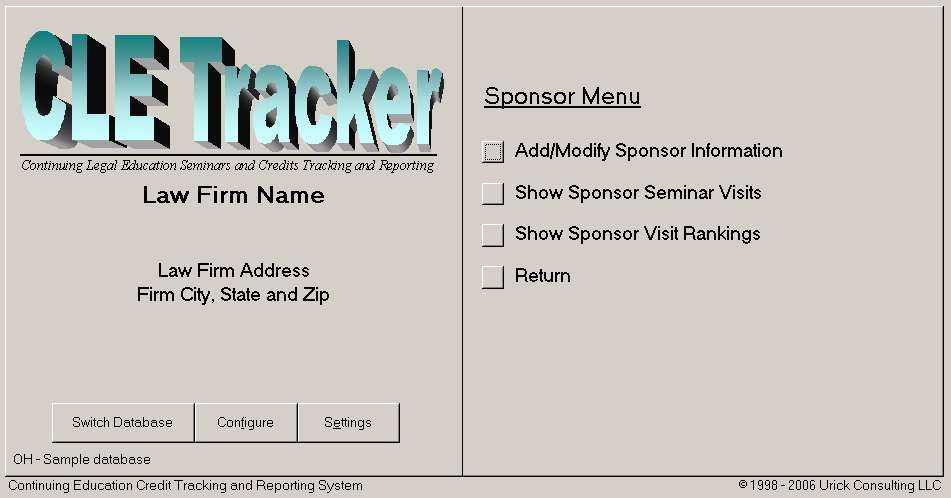 CLE Tracker
Continuing Legal Education Seminars and Credits Tracking and Reporting
Law Firm Name
Law Firm Address
Firm City, State and Zip
Switch Database
Configure
Settings
OH - Sample database
Sponsor Menu
Add/Modify Sponsor Information
Show Sponsor Seminar Visits
Show Sponsor Visit Rankings
Return
Continuing Education Credit Tracking and Reporting System
© 1998 - 2006 Urick Consulting LLC